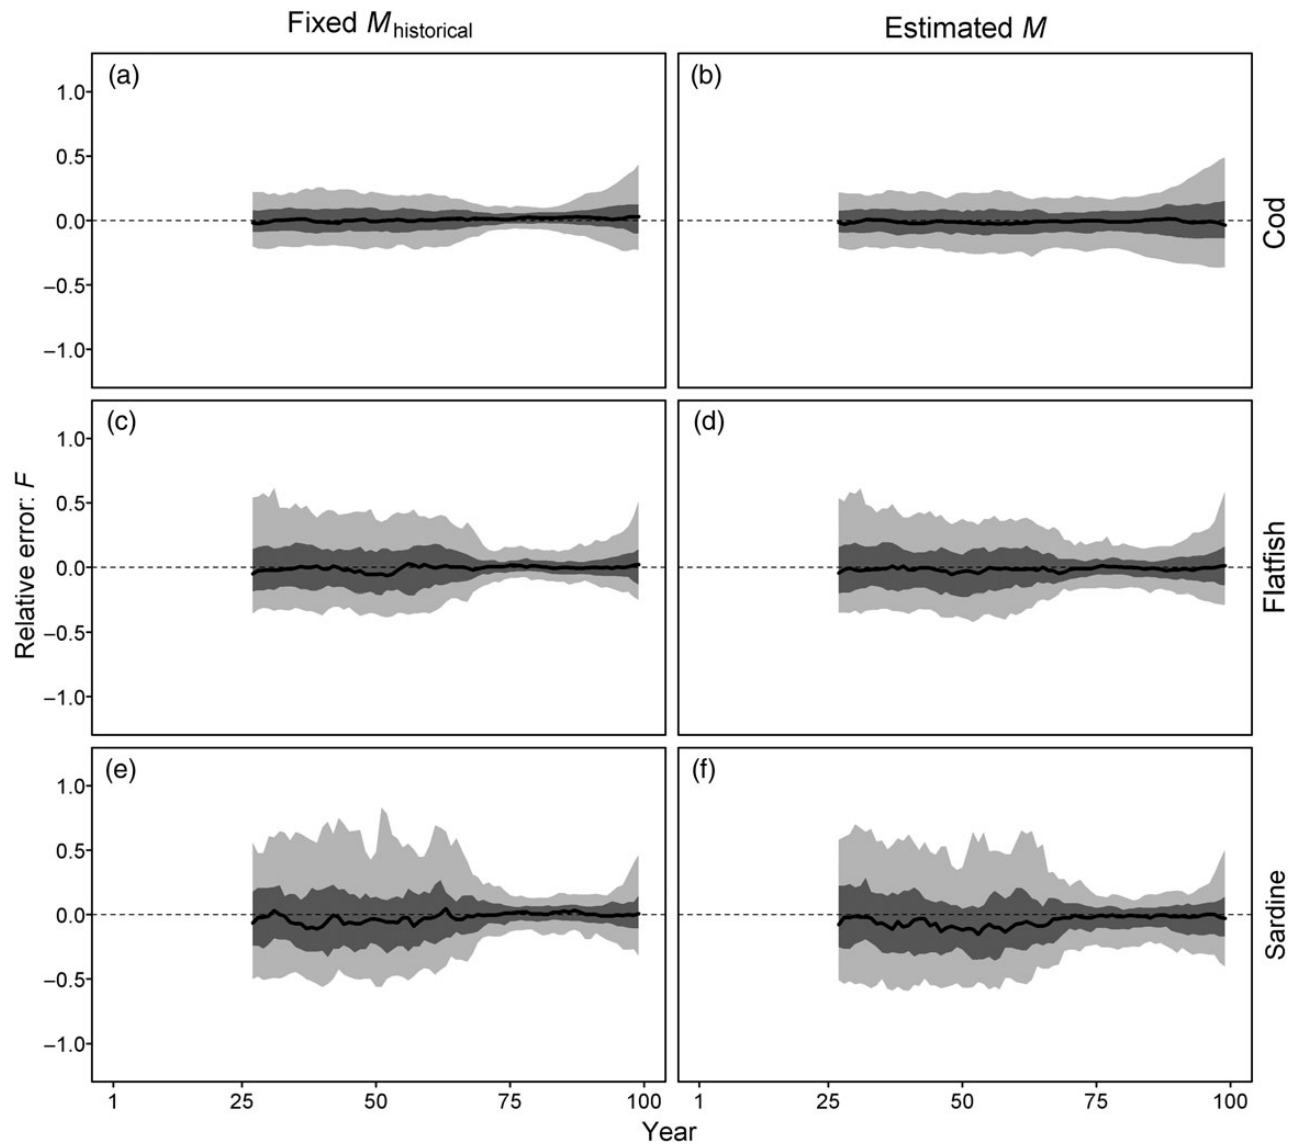 Fixed M historical
Estimated M
(a)
(b)
1.0
0.5
0.0
–0.5
–1.0
Cod
(c)
(d)
1.0
0.5
0.0
–0.5
–1.0
Relative error: F
Flatfish
(e)
(f)
1.0
0.5
0.0
–0.5
–1.0
Sardine
1 25 50 75 100 1 25 50 75 100
Year